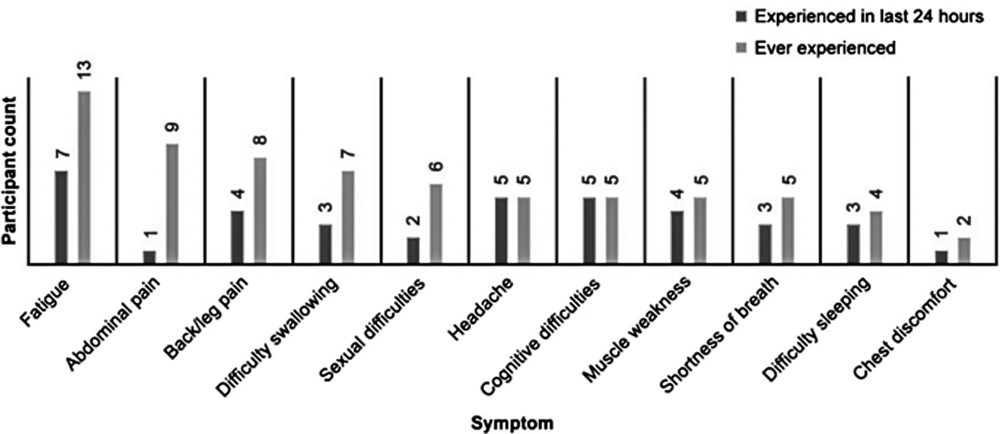 Experienced in last 24 hours
Ever experienced
Participant count
7 13
1 9
4 8
3 7
2 6
5 5
5 5
4 5
3 5
3 4
1 2
Fatigue
Abdominal pain
Back/leg pain
Difficulty swallowing
Sexual difficulties
Headache
Cognitive difficulties
Muscle weakness
Shortness of breath
Difficulty sleeping
Chest discomfort
Symptom